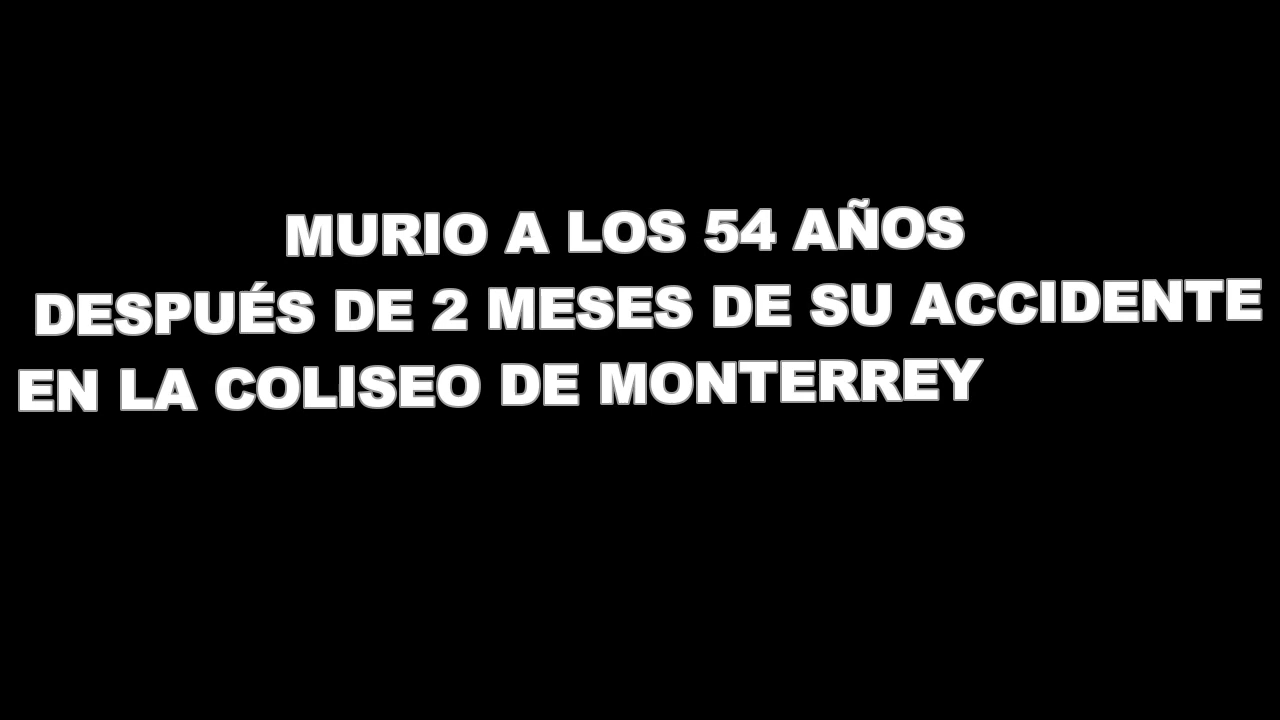 MURIO A LOS 54 AÑOS
DESPUÉS DE 2 MESES DE SU ACCIDENTE
EN LA COLISEO DE MONTERREY